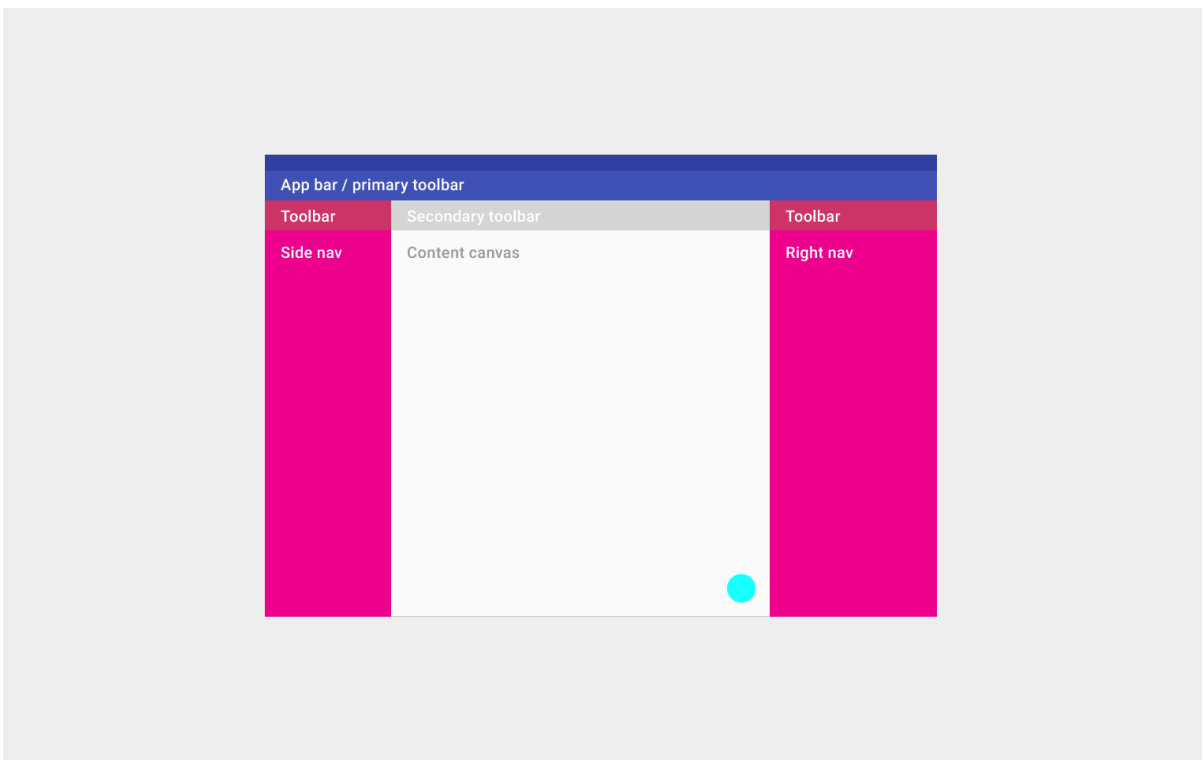 App bar / primary toolbar
Toolbar
Secondary toolbar
Toolbar
Side nav
Content canvas
Right nav